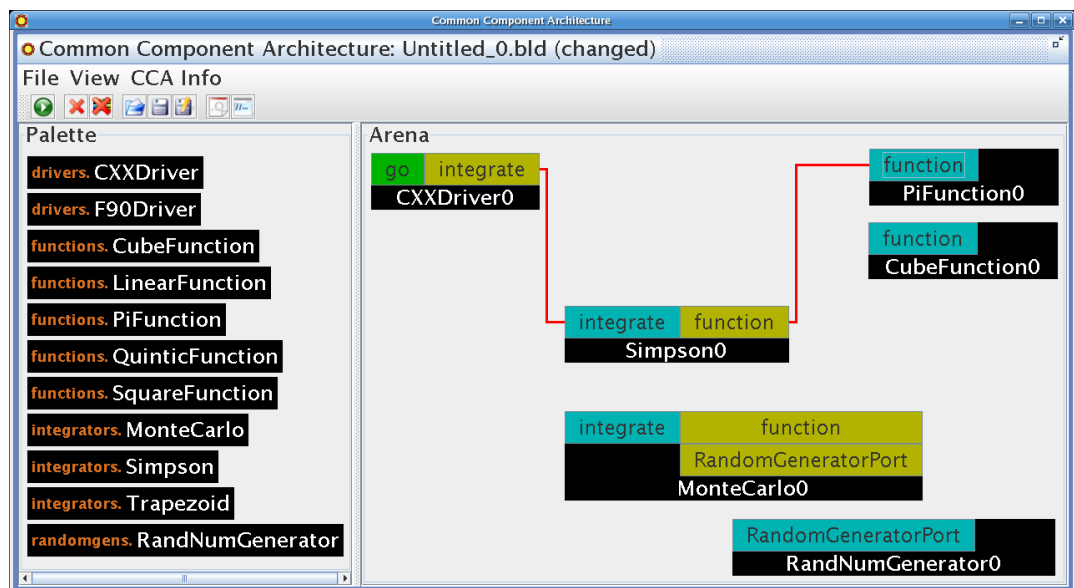 Common Component Architecture
Common Component Architecture: Untitled_0.bld (changed)
File View CCA Info
Palette
drivers. CXXDriver
drivers. F90Driver
functions. CubeFunction
functions. LinearFunction
functions. PiFunction
functions. QuinticFunction
functions. SquareFunction
integrators. MonteCarlo
integrators. Simpson
integrators. Trapezoid
randomgens. RandNumGenerator
Arena
go integrate
CXXDriver0
function
PiFunction0
function
CubeFunction0
integrate function
Simpson0
integrate function
RandomGeneratorPort
MonteCarlo0
RandomGeneratorPort
RandNumGenerator0